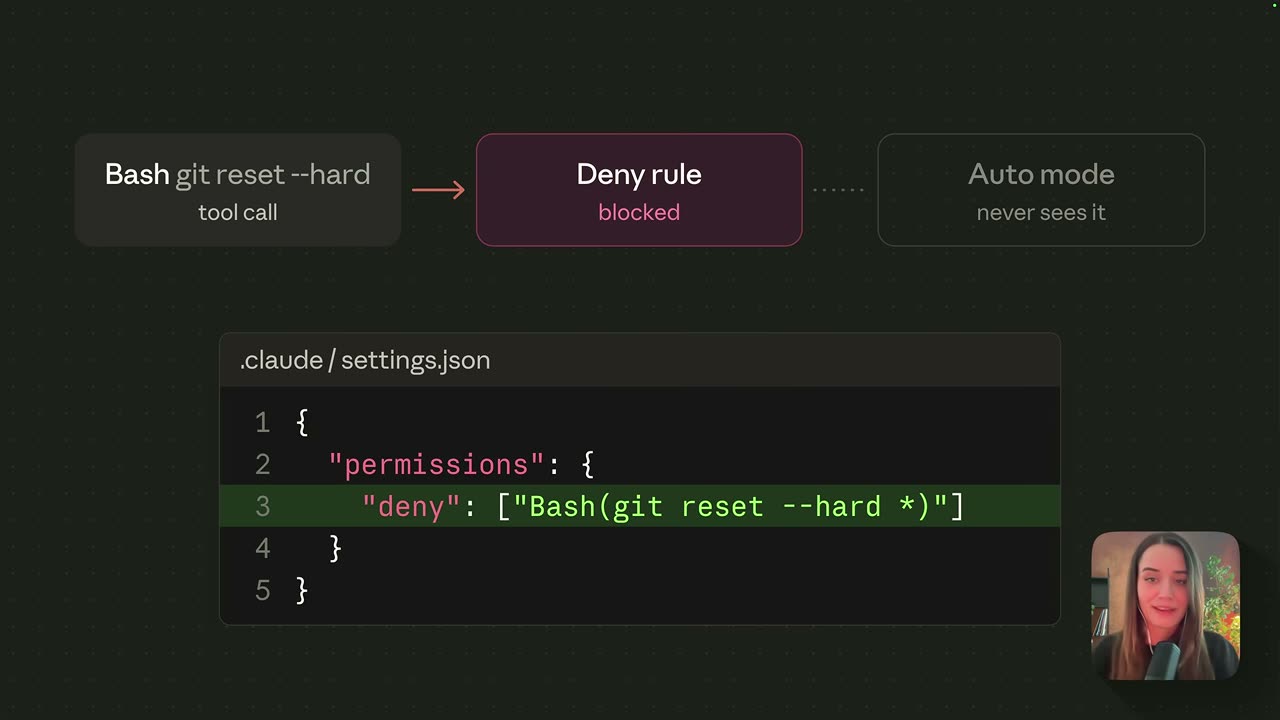 Bash git reset --hard
tool call
Deny rule
blocked
Auto mode
never sees it
.claude / settings.json
1 {
2 "permissions": {
3 "deny": ["Bash(git reset --hard *)"]
4 }
5 }